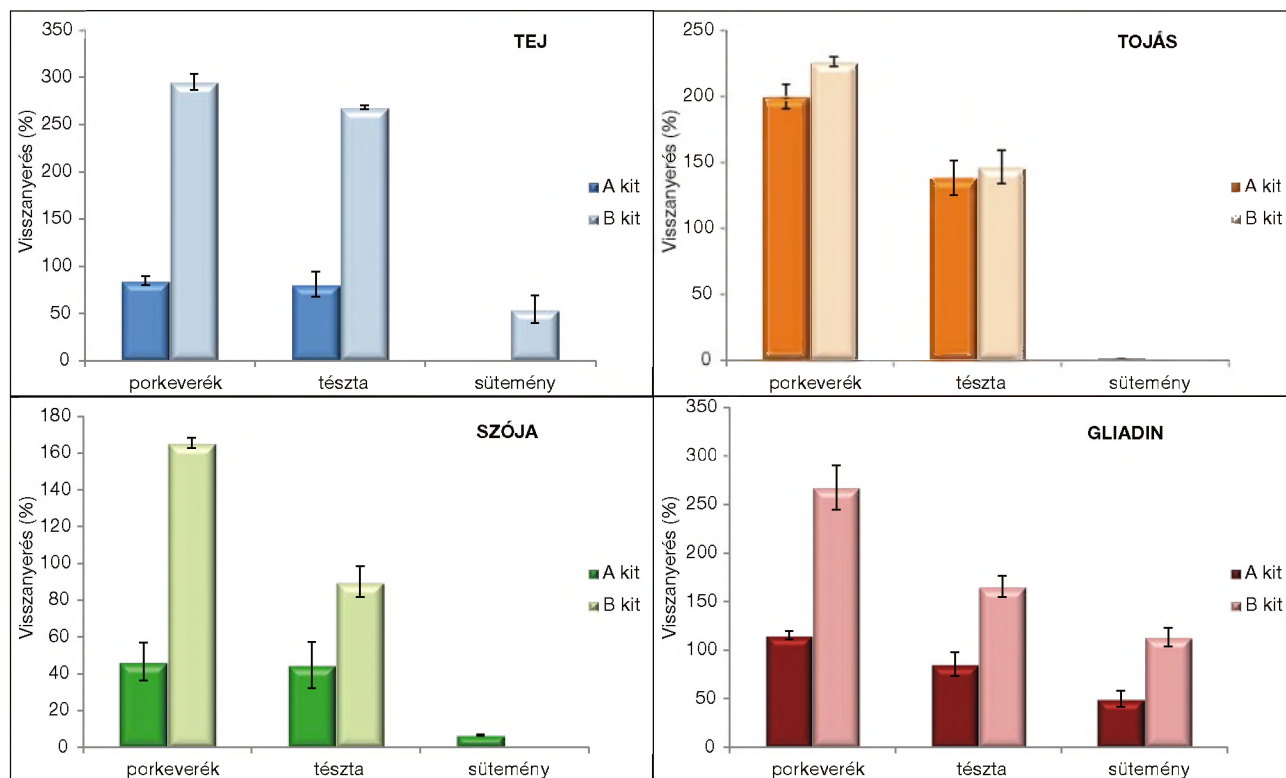 TEJ
Visszanyerés (%)
350
300
250
200
150
100
50
0
porkeverék tészta sütemény
A kit
B kit
TOJÁS
Visszanyerés (%)
250
200
150
100
50
0
porkeverék tészta sütemény
A kit
B kit
SZÓJA
Visszanyerés (%)
180
160
140
120
100
80
60
40
20
0
porkeverék tészta sütemény
A kit
B kit
GLIADIN
Visszanyerés (%)
350
300
250
200
150
100
50
0
porkeverék tészta sütemény
A kit
B kit